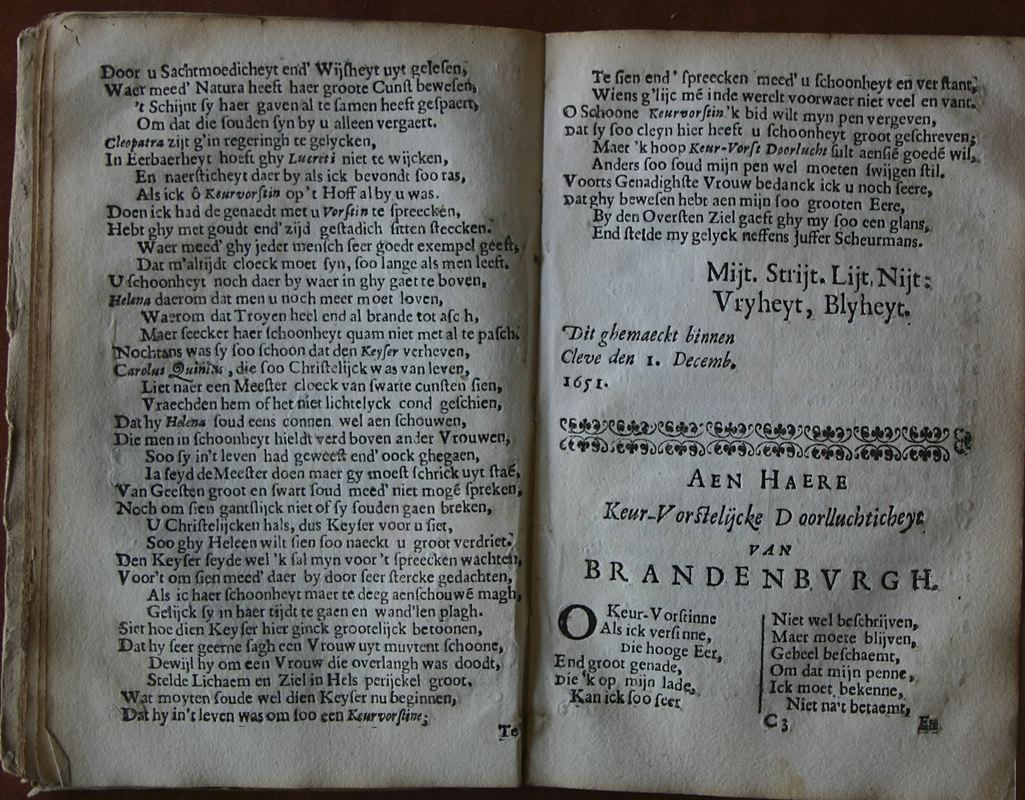 Door u Sachtmoedicheyt end' Wijſheyt uyt geleſen,
Waer meed' Natura heeft haer groote Cunſt beweſen,
't Schijnt ſy haer gaven al te ſamen heeft geſpaert,
Om dat die ſouden ſyn by u alleen vergaert.
Cleopatra zijt g'in regeringh te gelycken,
In Eerbaerheyt hoeft ghy Lucreti niet te wijcken,
En naerſticheyt daer by als ick bevondt ſoo ras,
Als ick ô Keurvorſtin op 't Hoff al by u was.
Doen ick had de genaedt met u Vorſtin te ſpreecken,
Hebt ghy met goudt end' zijd geſtadich ſitten ſteecken.
Waer meed' ghy jeder menſch ſeer goedt exempel geeft,
Dat m'altijdt cloeck moet ſyn, ſoo lange als men leeft.
U ſchoonheyt noch daer by waer in ghy gaet te boven,
Helena daerom dat men u noch meer moet loven,
Waerom dat Troyen heel end al brande tot aſch,
Maer ſeecker haer ſchoonheyt quam niet met al te paſch.
Nochtans was ſy ſoo ſchoon dat den Keyſer verheven,
Carolus Quintus, die ſoo Chriſtelijck was van leven,
Liet naer een Meeſter cloeck van ſwarte cunſten ſien,
Vraechden hem of het niet lichtelyck cond geſchien,
Dat hy Helena ſoud eens connen wel aen ſchouwen,
Die men in ſchoonheyt hieldt verd boven ander Vrouwen,
Soo ſy in't leven had geweeſt end' oock ghegaen,
Ia ſeyd de Meeſter doen maer gy moeſt ſchrick uyt ſtaē,
Van Geeſten groot en ſwart ſoud meed' niet mogē ſpreken,
Noch om ſien gantſlijck niet of ſy ſouden gaen breken,
U Chriſtelijcken hals, dus Keyſer voor u ſiet,
Soo ghy Heleen wilt ſien ſoo naeckt u groot verdriet.
Den Keyſer ſeyde wel 'k ſal myn voor 't ſpreecken wachten,
Voor't om ſien meed' daer by door ſeer ſtercke gedachten,
Als ic haer ſchoonheyt maer te deeg aenſchouwē magh,
Gelijck ſy in haer tijdt te gaen en wand'len plagh.
Siet hoe dien Keyſer hier ginck grootelijck betoonen,
Dat hy ſeer geerne ſagh een Vrouw uyt muytent ſchoone,
Dewijl hy om een Vrouw die overlangh was doodt,
Stelde Lichaem en Ziel in Hels perijckel groot,
Wat moyten ſoude wel dien Keyſer nu beginnen,
Dat hy in't leven was om ſoo een Keurvorſtine;
Te
Te ſien end' ſpreecken meed' u ſchoonheyt en verſtant,
Wiens g'lijc mē inde werelt voorwaer niet veel en vant.
O Schoone Keurvorſtin 'k bid wilt myn pen vergeven,
Dat ſy ſoo cleyn hier heeft u ſchoonheyt groot geſchreven;
Maer 'k hoop Keur-Vorſt Doorlucht ſult aenſiē goedē wil,
Anders ſoo ſoud mijn pen wel moeten ſwijgen ſtil.
Voorts Genadighſte Vrouw bedanck ick u noch ſeere,
Dat ghy beweſen hebt aen mijn ſoo grooten Eere,
By den Overſten Ziel gaeft ghy my ſoo een glans,
End ſtelde my gelyck neffens Juffer Scheurmans.
Mijt. Strijt. Lijt. Nijt:
Vryheyt, Blyheyt.
Dit ghemaeckt binnen
Cleve den 1. Decemb.
1651.
AEN HAERE
Keur-Vorſtelijcke Doorlluchticheyt
VAN
BRANDENBVRGH.
O Keur-Vorſtinne
Als ick verſinne,
Die hooge Eer,
End groot genade,
Die 'k op mijn lade,
Kan ick ſoo ſeer
Niet wel beſchrijven,
Maer moete blijven,
Geheel beſchaemt,
Om dat mijn penne,
Ick moet bekenne,
Niet na't betaemt,
C 3
En